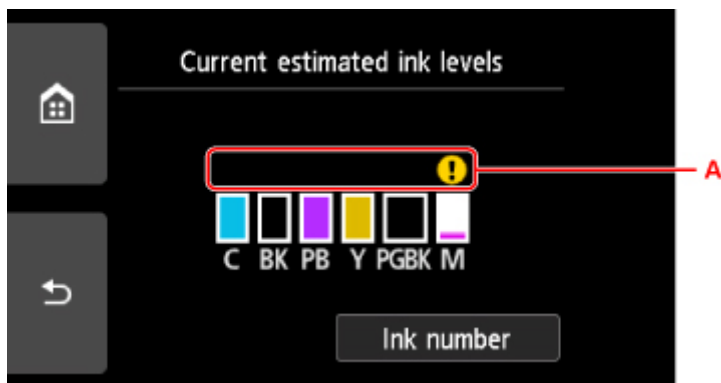 Current estimated ink levels
A
C BK PB Y PGBK M
Ink number